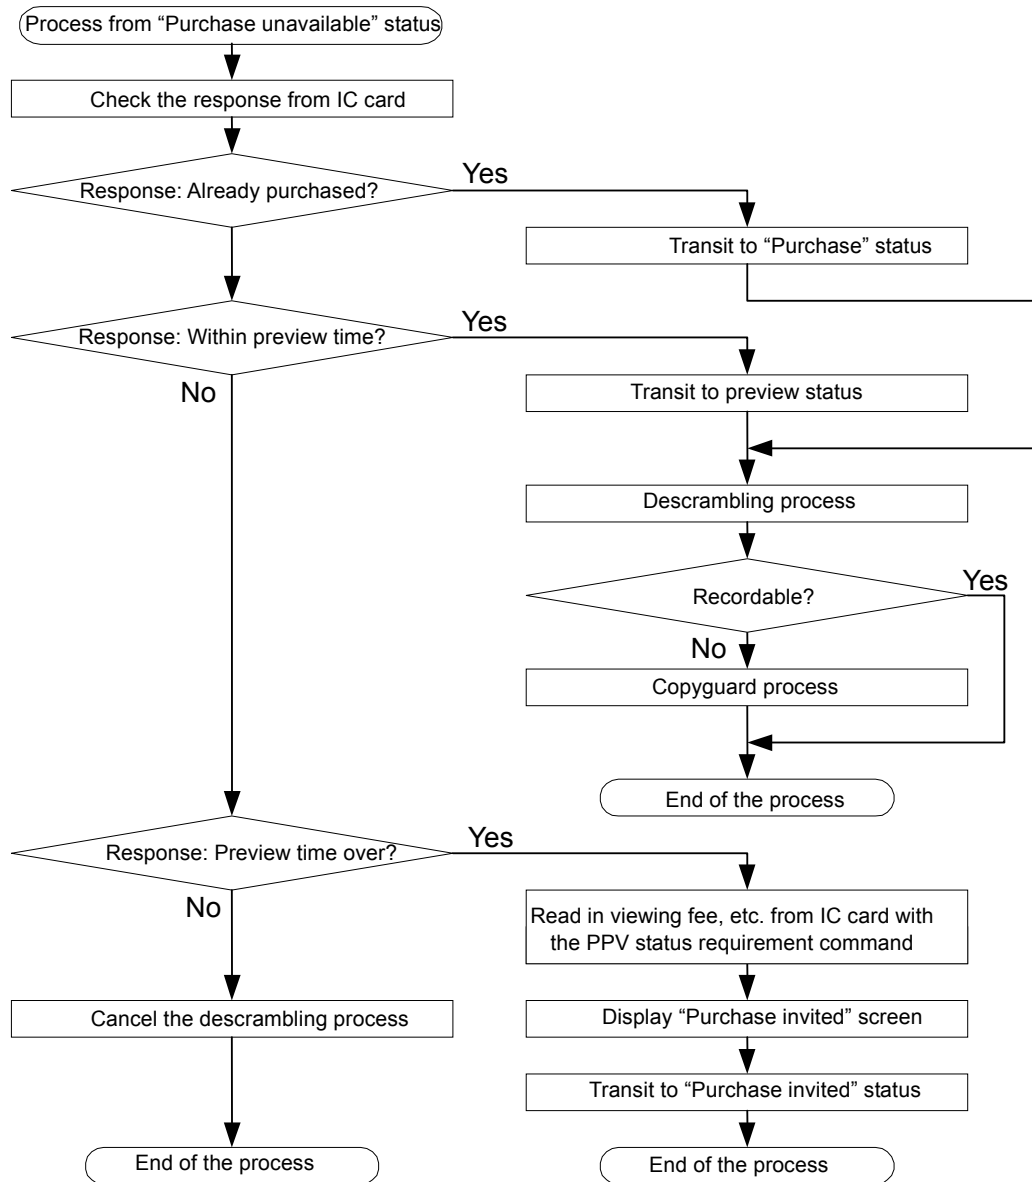 Process from “Purchase unavailable” status
Check the response from IC card
Response: Already purchased?
Yes
Transit to “Purchase” status
Response: Within preview time?
Yes
No
Transit to preview status
Descrambling process
Recordable?
Yes
No
Copyguard process
End of the process
Response: Preview time over?
Yes
No
Read in viewing fee, etc. from IC card with
the PPV status requirement command
Cancel the descrambling process
Display “Purchase invited” screen
Transit to “Purchase invited” status
End of the process
End of the process